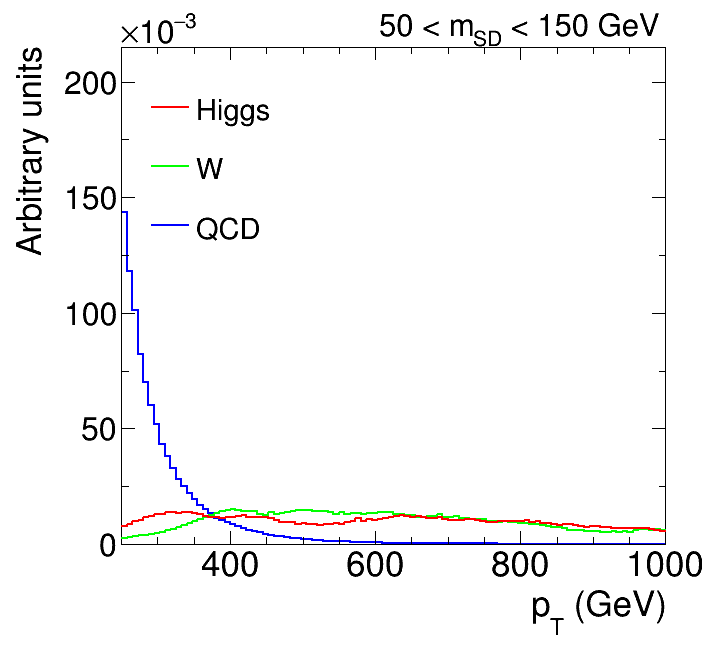 ×10⁻³
50 < m_SD < 150 GeV
Arbitrary units
200
150
100
50
0
Higgs
W
QCD
400
600
800
1000
p_T (GeV)